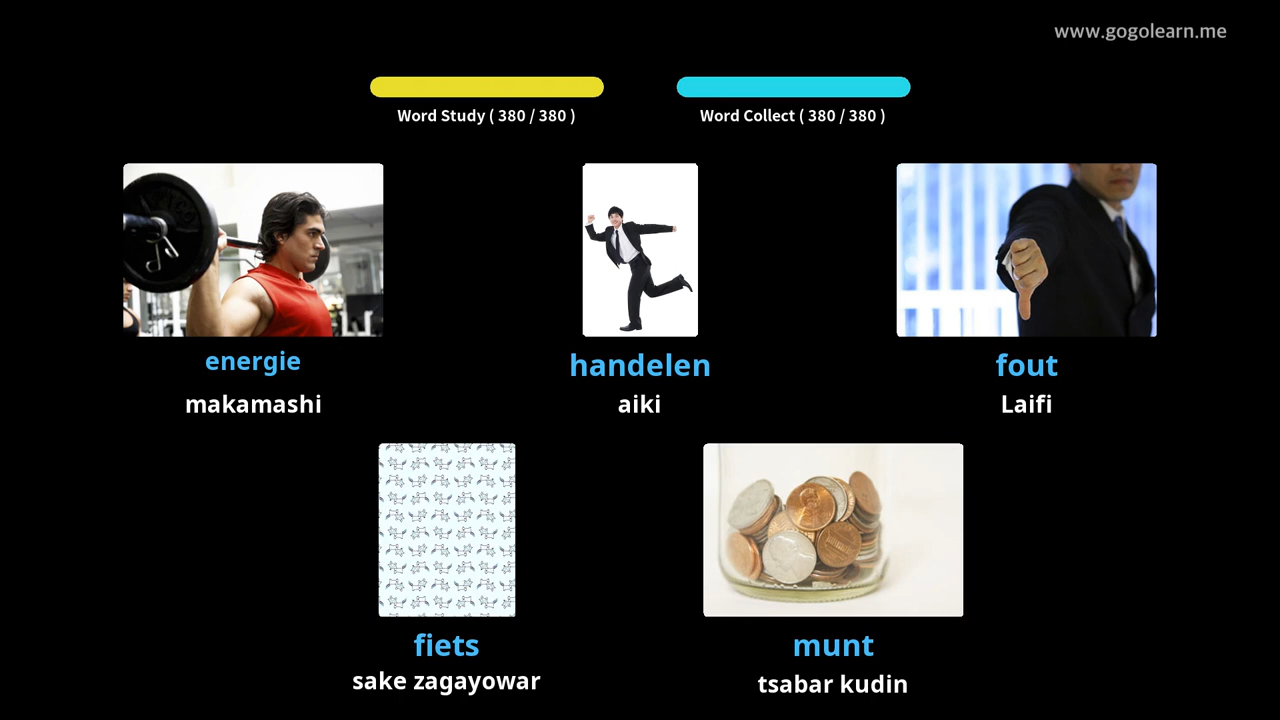 www.gogolearn.me
Word Study ( 380 / 380 )
Word Collect ( 380 / 380 )
energie
makamashi
handelen
aiki
fout
Laifi
fiets
sake zagayowar
munt
tsabar kudin